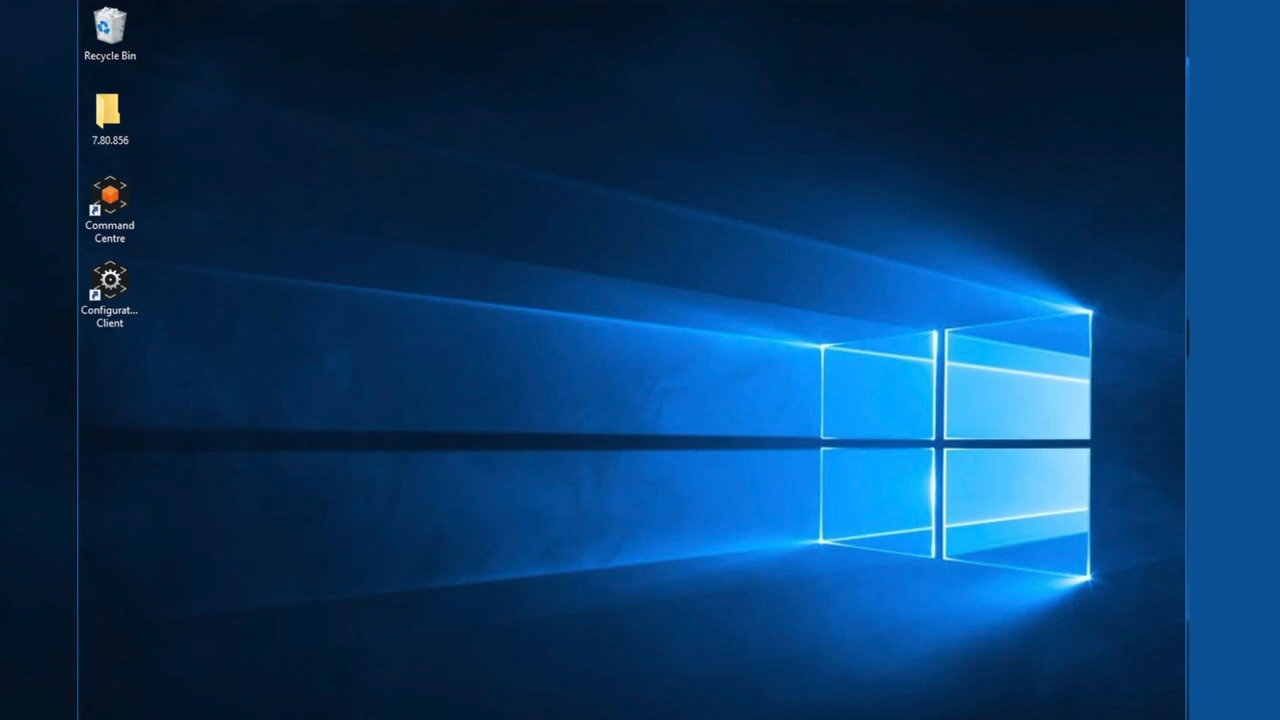 Recycle Bin
7.80.856
Command
Centre
Configurat...
Client